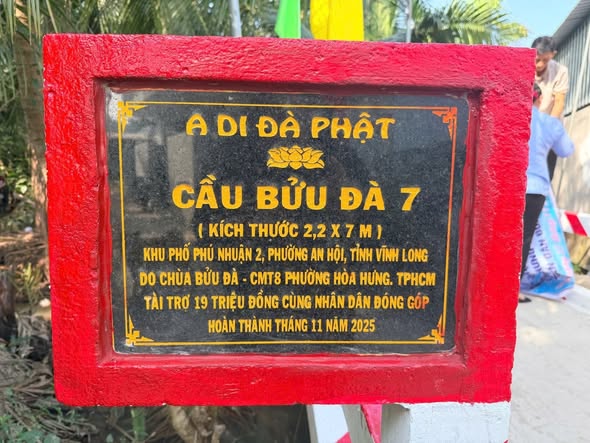 A DI ĐÀ PHẬT
CẦU BỬU ĐÀ 7
( KÍCH THƯỚC 2,2 X 7 M )
KHU PHỐ PHÚ NHUẬN 2, PHƯỜNG AN HỘI, TỈNH VĨNH LONG
DO CHÙA BỬU ĐÀ - CMT8 PHƯỜNG HÒA HƯNG. TPHCM
TÀI TRỢ 19 TRIỆU ĐỒNG CÙNG NHÂN DÂN ĐÓNG GÓP
HOÀN THÀNH THÁNG 11 NĂM 2025